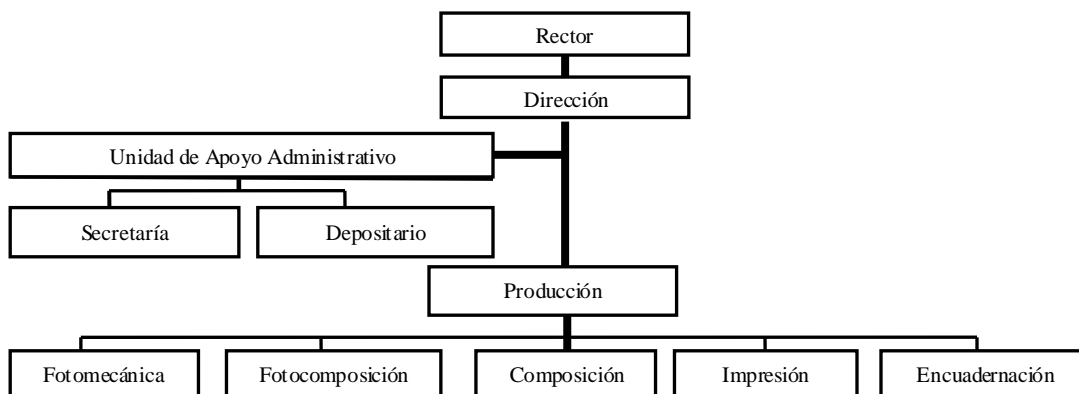 Rector
Dirección
Unidad de Apoyo Administrativo
Secretaría
Depositario
Producción
Fotomecánica
Fotocomposición
Composición
Impresión
Encuadernación